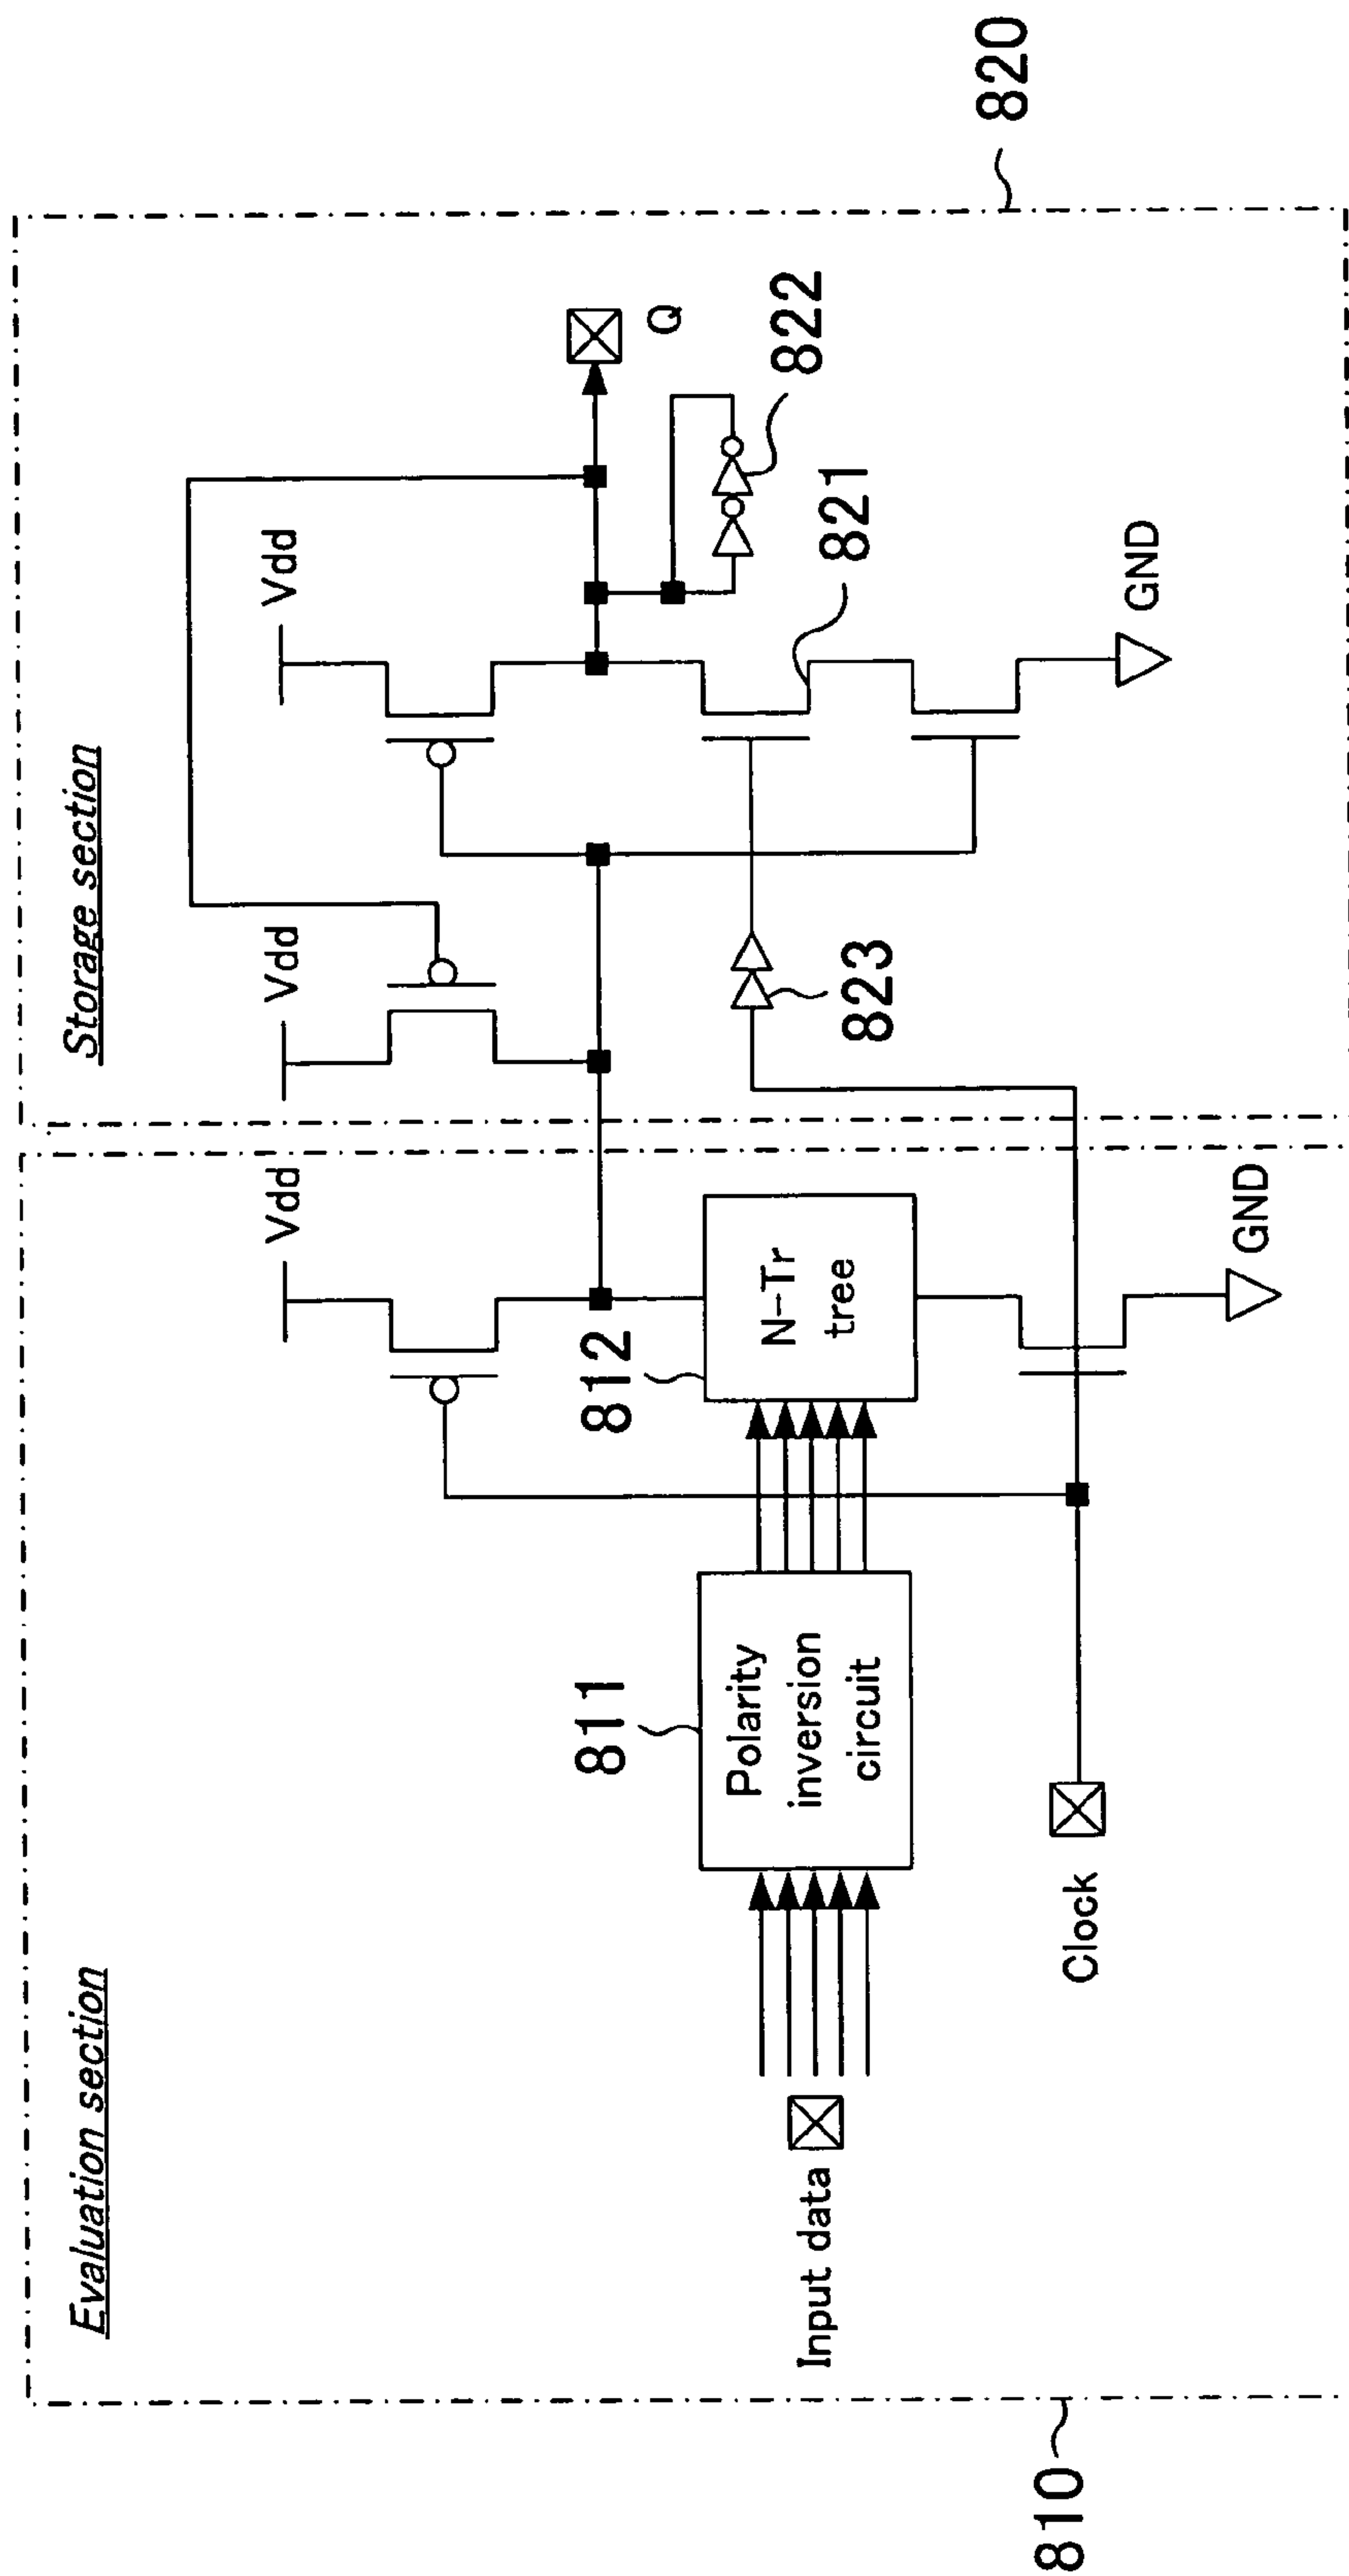 Evaluation section
Storage section
Vdd
Vdd
Vdd
811
Polarity
inversion
circuit
812
N-Tr
tree
Q
822
821
823
Input data
Clock
GND
GND
810
820